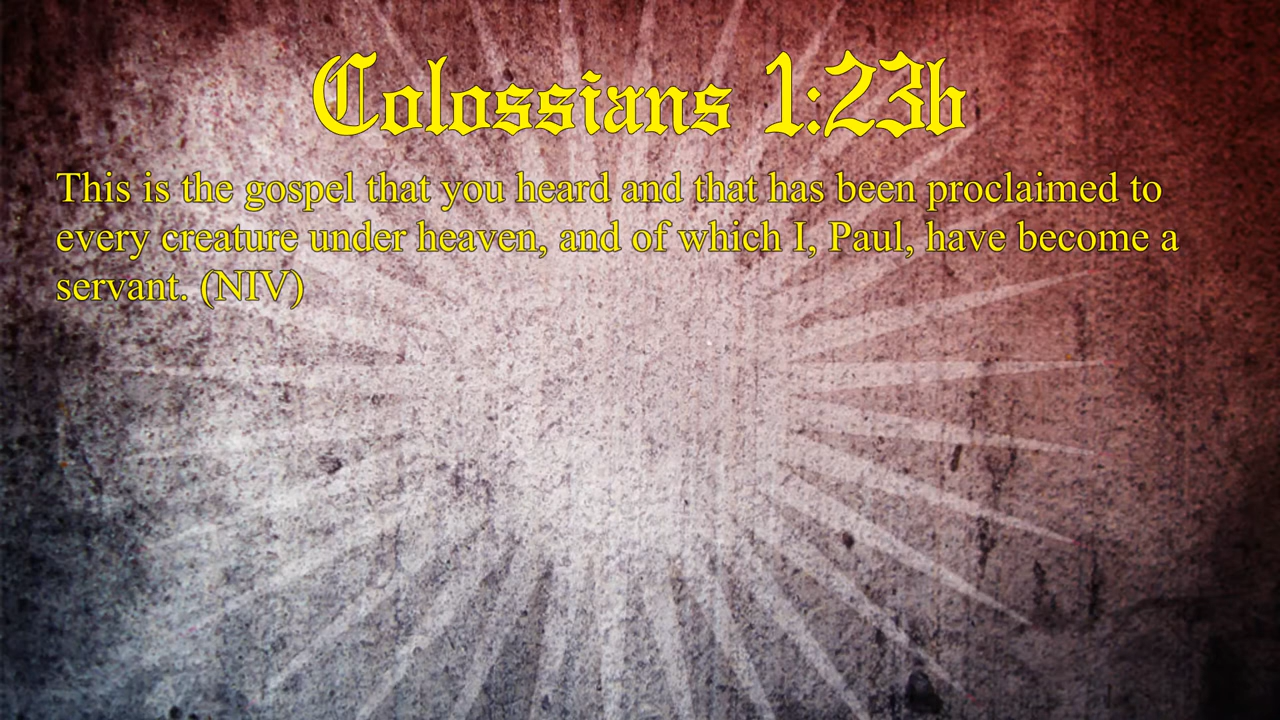 Colossians 1:23b
This is the gospel that you heard and that has been proclaimed to
every creature under heaven, and of which I, Paul, have become a
servant. (NIV)